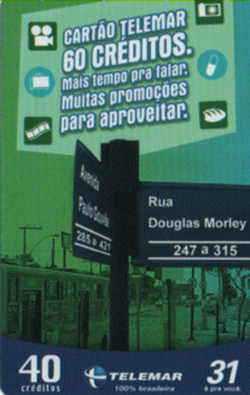 CARTÃO TELEMAR
60 CRÉDITOS.
Mais tempo pra falar.
Muitas promoções
para aproveitar.
Avenida
Paulo
285 a 421
Rua
Douglas Morley
247 a 315
40
créditos
TELEMAR
100% brasileira
31
é pra você.